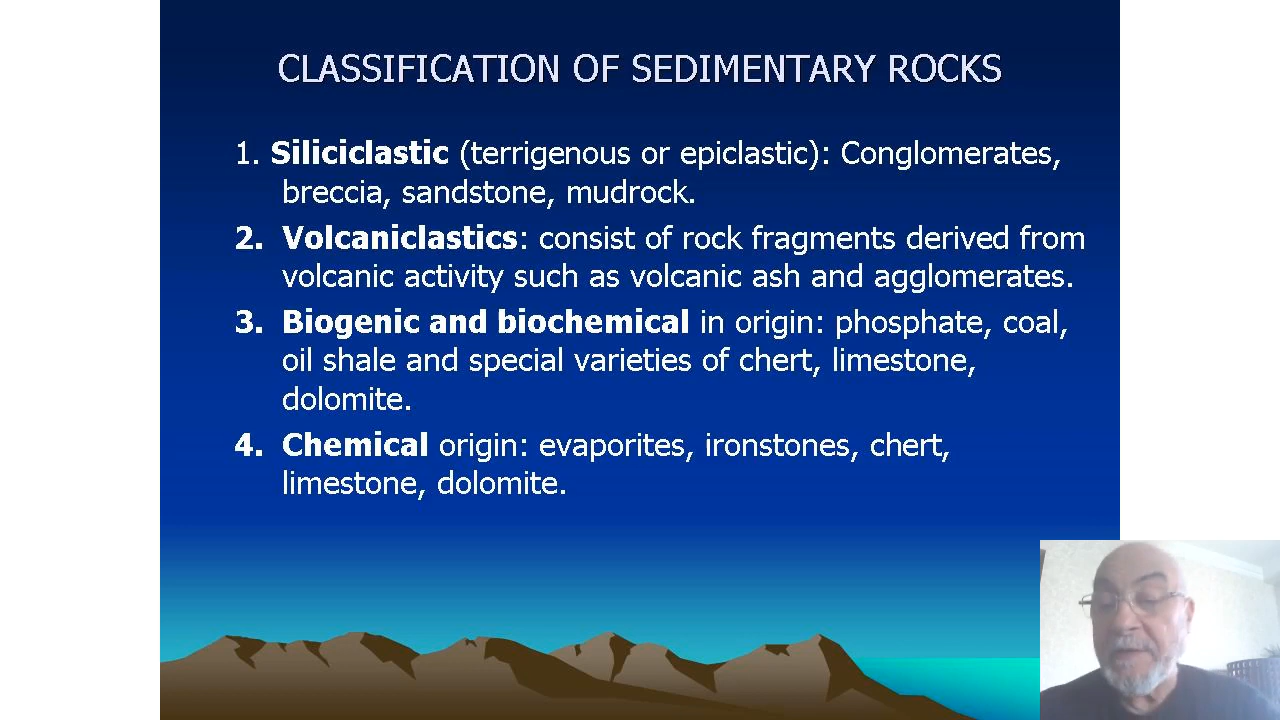 CLASSIFICATION OF SEDIMENTARY ROCKS
1. Siliciclastic (terrigenous or epiclastic): Conglomerates,
breccia, sandstone, mudrock.
2. Volcaniclastics: consist of rock fragments derived from
volcanic activity such as volcanic ash and agglomerates.
3. Biogenic and biochemical in origin: phosphate, coal,
oil shale and special varieties of chert, limestone,
dolomite.
4. Chemical origin: evaporites, ironstones, chert,
limestone, dolomite.